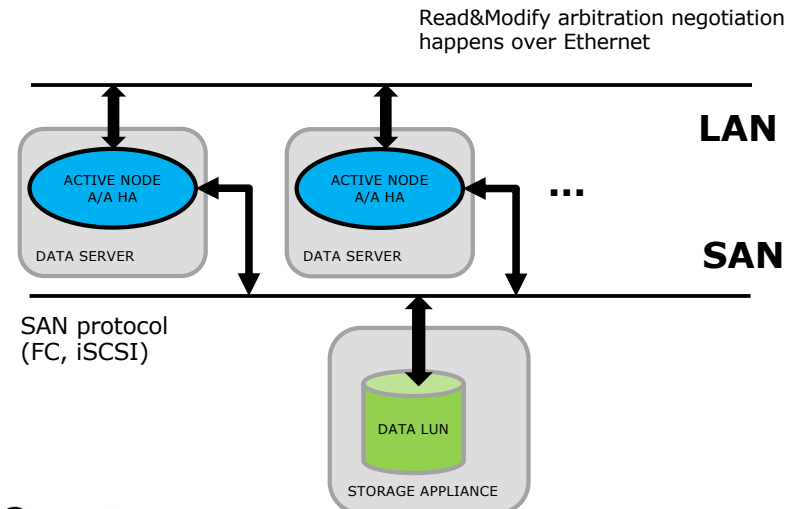 Read&Modify arbitration negotiation
happens over Ethernet
LAN
ACTIVE NODE
A/A HA
ACTIVE NODE
A/A HA
...
DATA SERVER
DATA SERVER
SAN
SAN protocol
(FC, iSCSI)
DATA LUN
STORAGE APPLIANCE